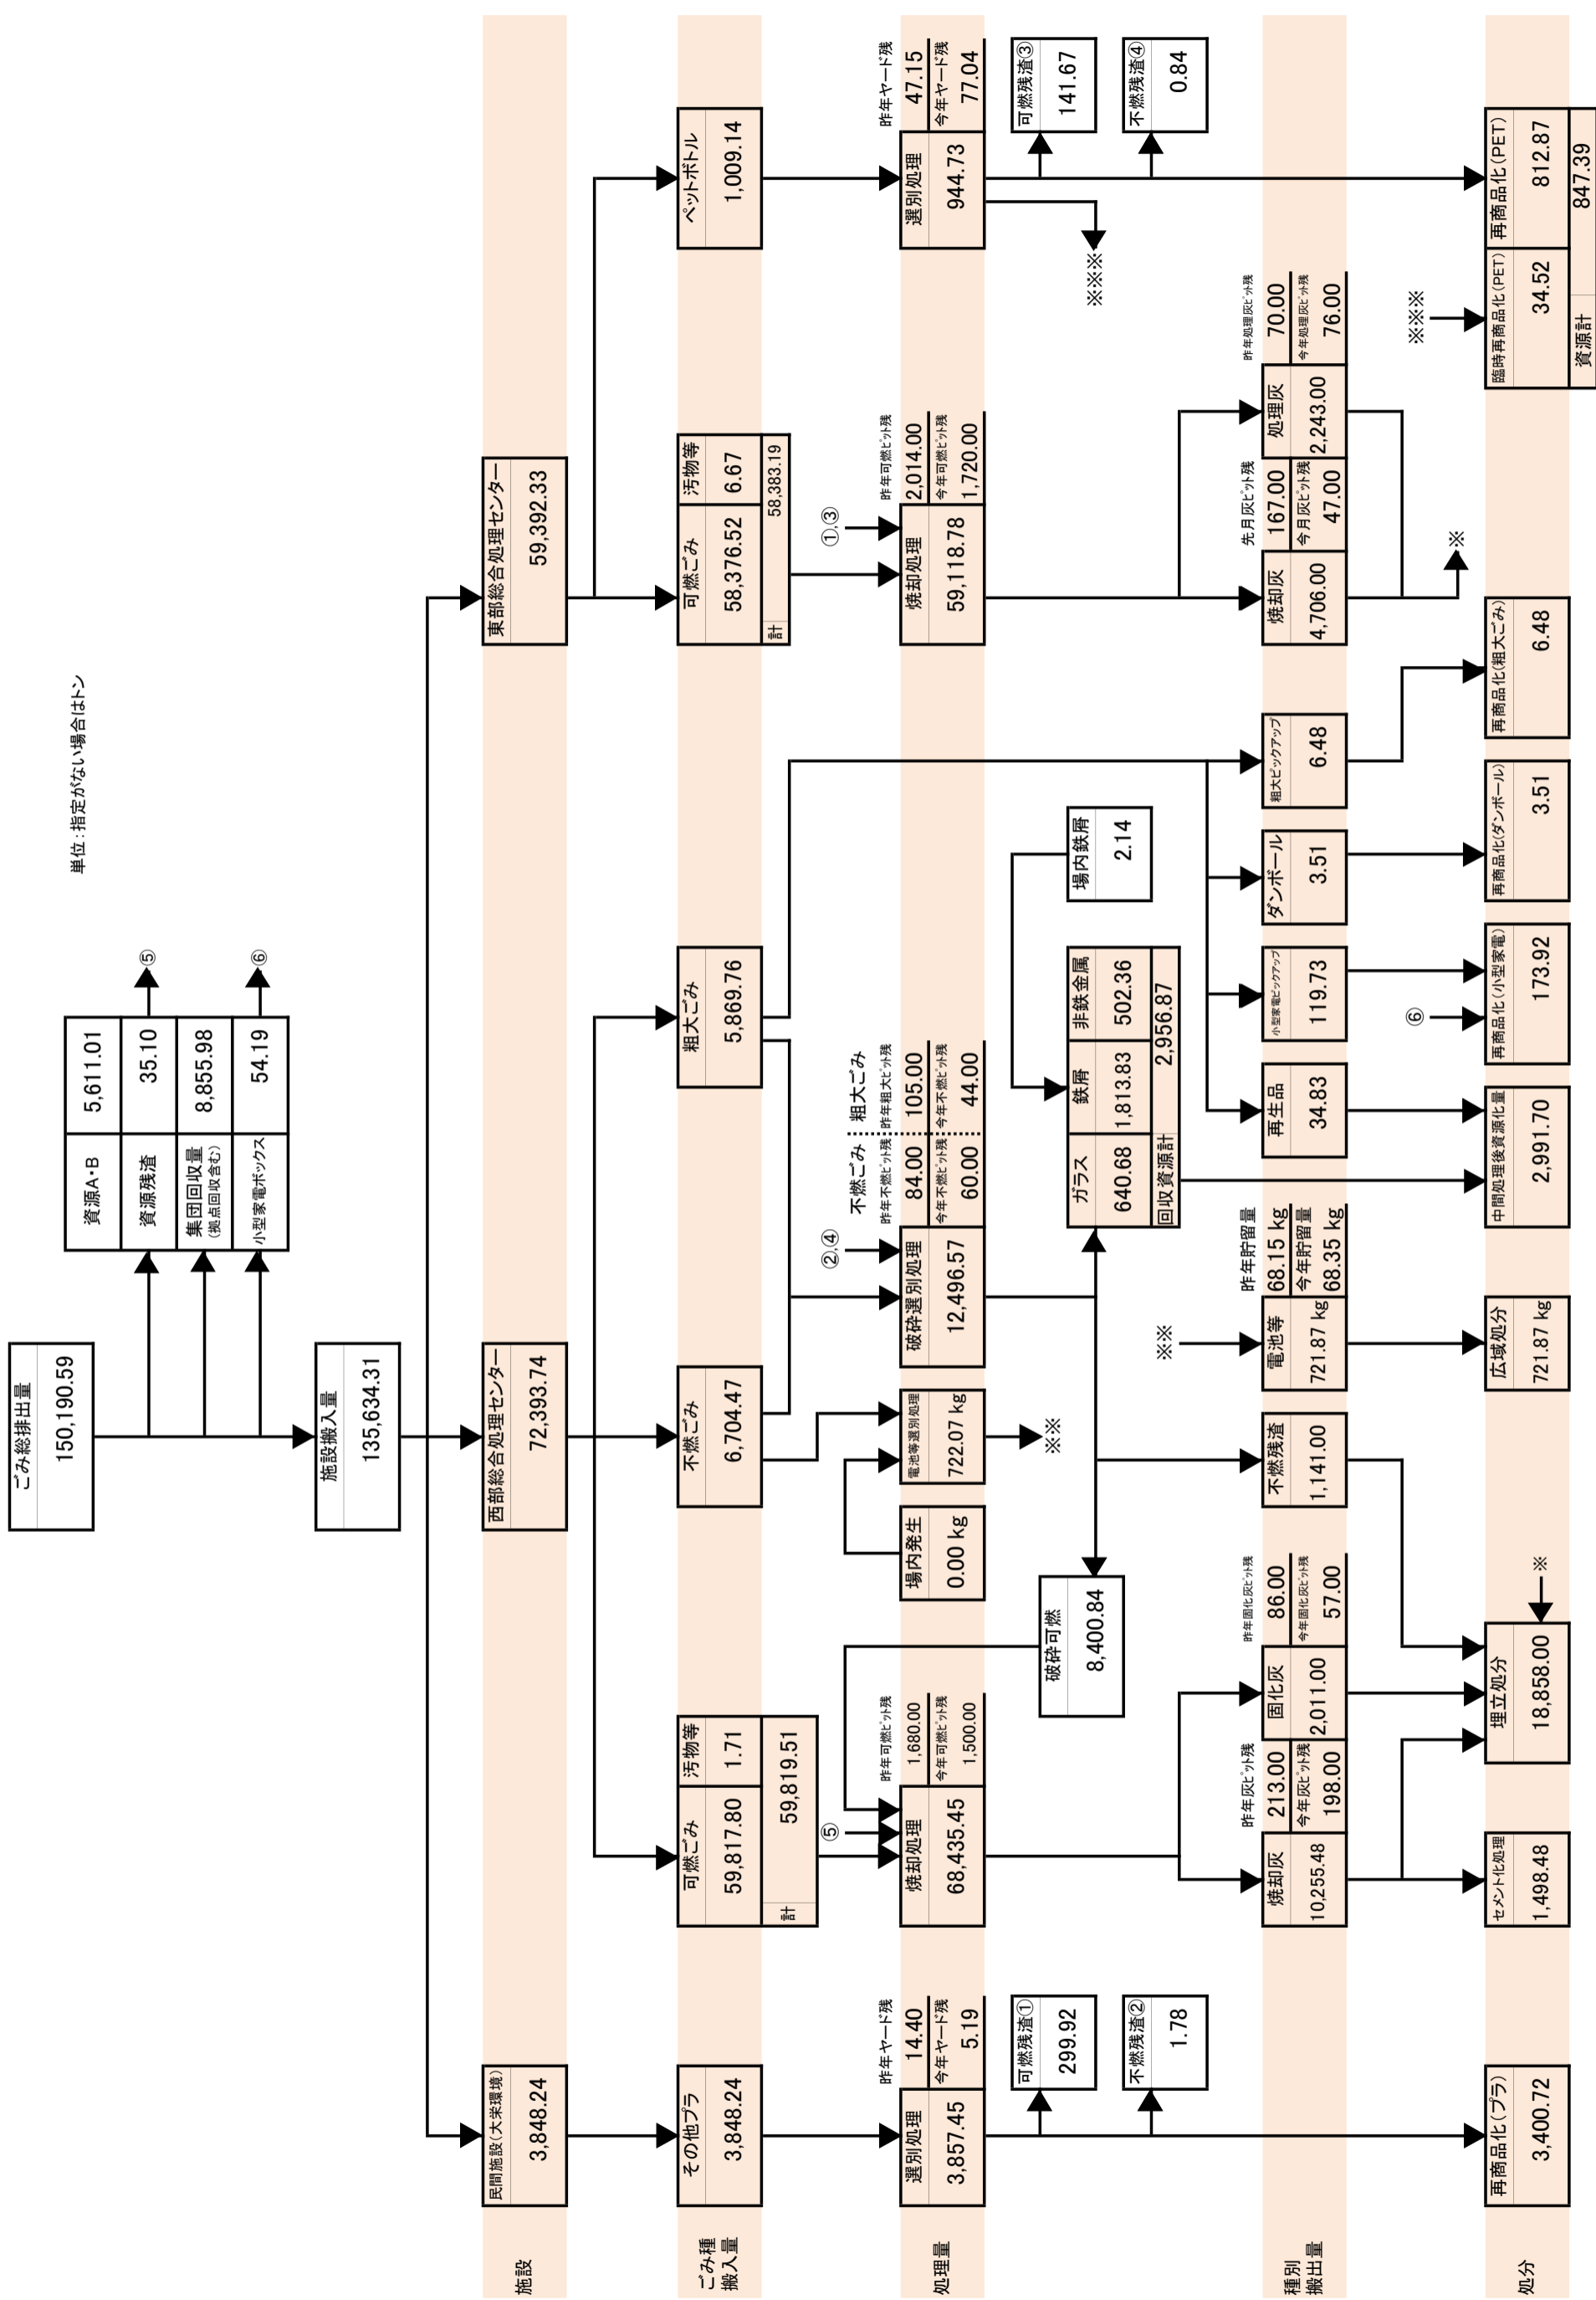 単位：指定がない場合はトン
ごみ総排出量
150,190.59
資源A・B 5,611.01
資源残渣 35.10
⑤
集団回収量
(拠点回収含む)
8,855.98
小型家電ボックス 54.19
⑥
施設搬入量
135,634.31
施設
民間施設(大栄環境)
3,848.24
西部総合処理センター
72,393.74
東部総合処理センター
59,392.33
ごみ種
搬入量
その他プラ
3,848.24
可燃ごみ 汚物等
59,817.80 1.71
計 59,819.51
不燃ごみ
6,704.47
粗大ごみ
5,869.76
可燃ごみ 汚物等
58,376.52 6.67
計 58,383.19
ペットボトル
1,009.14
処理量
選別処理
3,857.45
昨年ヤード残
14.40
今年ヤード残
5.19
⑤
焼却処理
68,435.45
昨年可燃ピット残
1,680.00
今年可燃ピット残
1,500.00
場内発生
0.00 kg
電池等選別処理
722.07 kg
※※
②,④
破砕選別処理
12,496.57
不燃ごみ 粗大ごみ
昨年不燃ピット残 昨年粗大ピット残
84.00 105.00
今年不燃ピット残 今年不燃ピット残
60.00 44.00
①,③
焼却処理
59,118.78
昨年可燃ピット残
2,014.00
今年可燃ピット残
1,720.00
選別処理
944.73
昨年ヤード残
47.15
今年ヤード残
77.04
可燃残渣①
299.92
不燃残渣②
1.78
破砕可燃
8,400.84
ガラス 鉄屑 非鉄金属
640.68 1,813.83 502.36
回収資源計 2,956.87
場内鉄屑
2.14
※※※
可燃残渣③
141.67
不燃残渣④
0.84
種別
搬出量
焼却灰
10,255.48
昨年灰ピット残
213.00
今年灰ピット残
198.00
固化灰
2,011.00
昨年固化灰ピット残
86.00
今年固化灰ピット残
57.00
不燃残渣
1,141.00
※※
電池等
721.87 kg
昨年貯留量
68.15 kg
今年貯留量
68.35 kg
再生品
34.83
小型家電ピックアップ
119.73
ダンボール
3.51
粗大ピックアップ
6.48
焼却灰
4,706.00
先月灰ピット残
167.00
今月灰ピット残
47.00
処理灰
2,243.00
昨年処理灰ピット残
70.00
今年処理灰ピット残
76.00
※
処分
再商品化(プラ)
3,400.72
セメント化処理
1,498.48
埋立処分
18,858.00
※
広域処分
721.87 kg
中間処理後資源化量
2,991.70
⑥
再商品化(小型家電)
173.92
再商品化(ダンボール)
3.51
再商品化(粗大ごみ)
6.48
※※※
臨時再商品化(PET) 再商品化(PET)
34.52 812.87
資源計 847.39